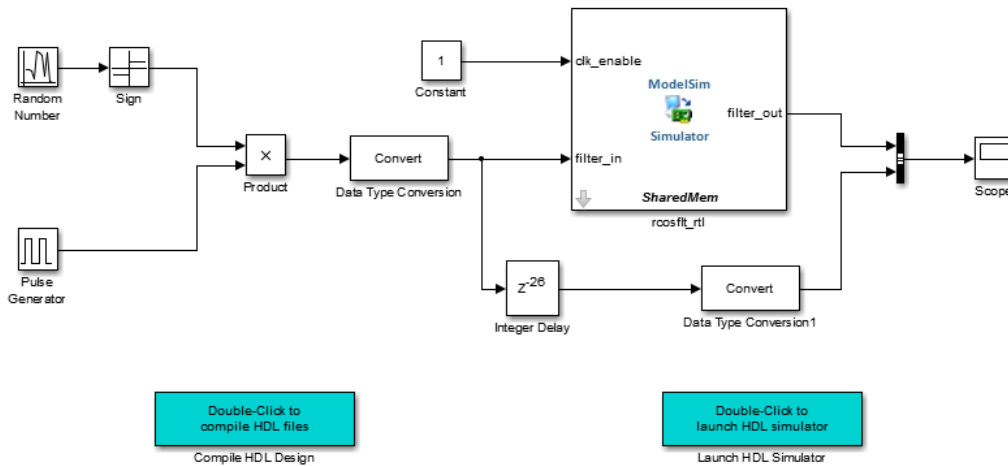 Random
Number
Sign
Pulse
Generator
×
Product
Convert
Data Type Conversion
1
Constant
clk_enable
filter_in
ModelSim
Simulator
filter_out
SharedMem
rcosflt_rtl
Z-26
Integer Delay
Convert
Data Type Conversion1
Scope
Double-Click to
compile HDL files
Compile HDL Design
Double-Click to
launch HDL simulator
Launch HDL Simulator